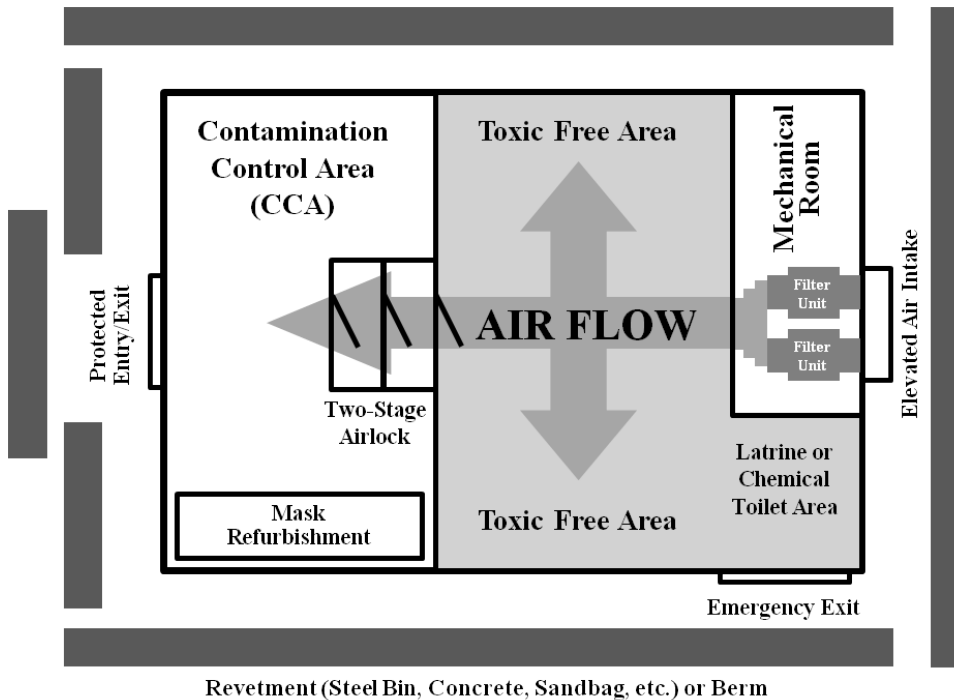 Contamination
Control Area
(CCA)
Toxic Free Area
Mechanical
Room
Filter
Unit
Filter
Unit
Elevated Air Intake
Protected
Entry/Exit
AIR FLOW
Two-Stage
Airlock
Latrine or
Chemical
Toilet Area
Mask
Refurbishment
Toxic Free Area
Emergency Exit
Revetment (Steel Bin, Concrete, Sandbag, etc.) or Berm